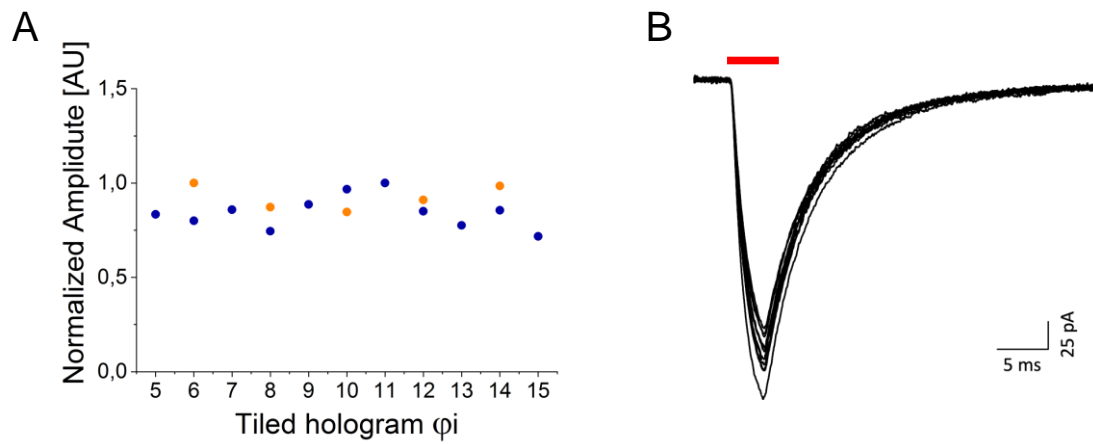 A
B
Normalized Amplidute [AU]
1,5
1,0
0,5
0,0
5 6 7 8 9 10 11 12 13 14 15
Tiled hologram φi
25 pA
5 ms